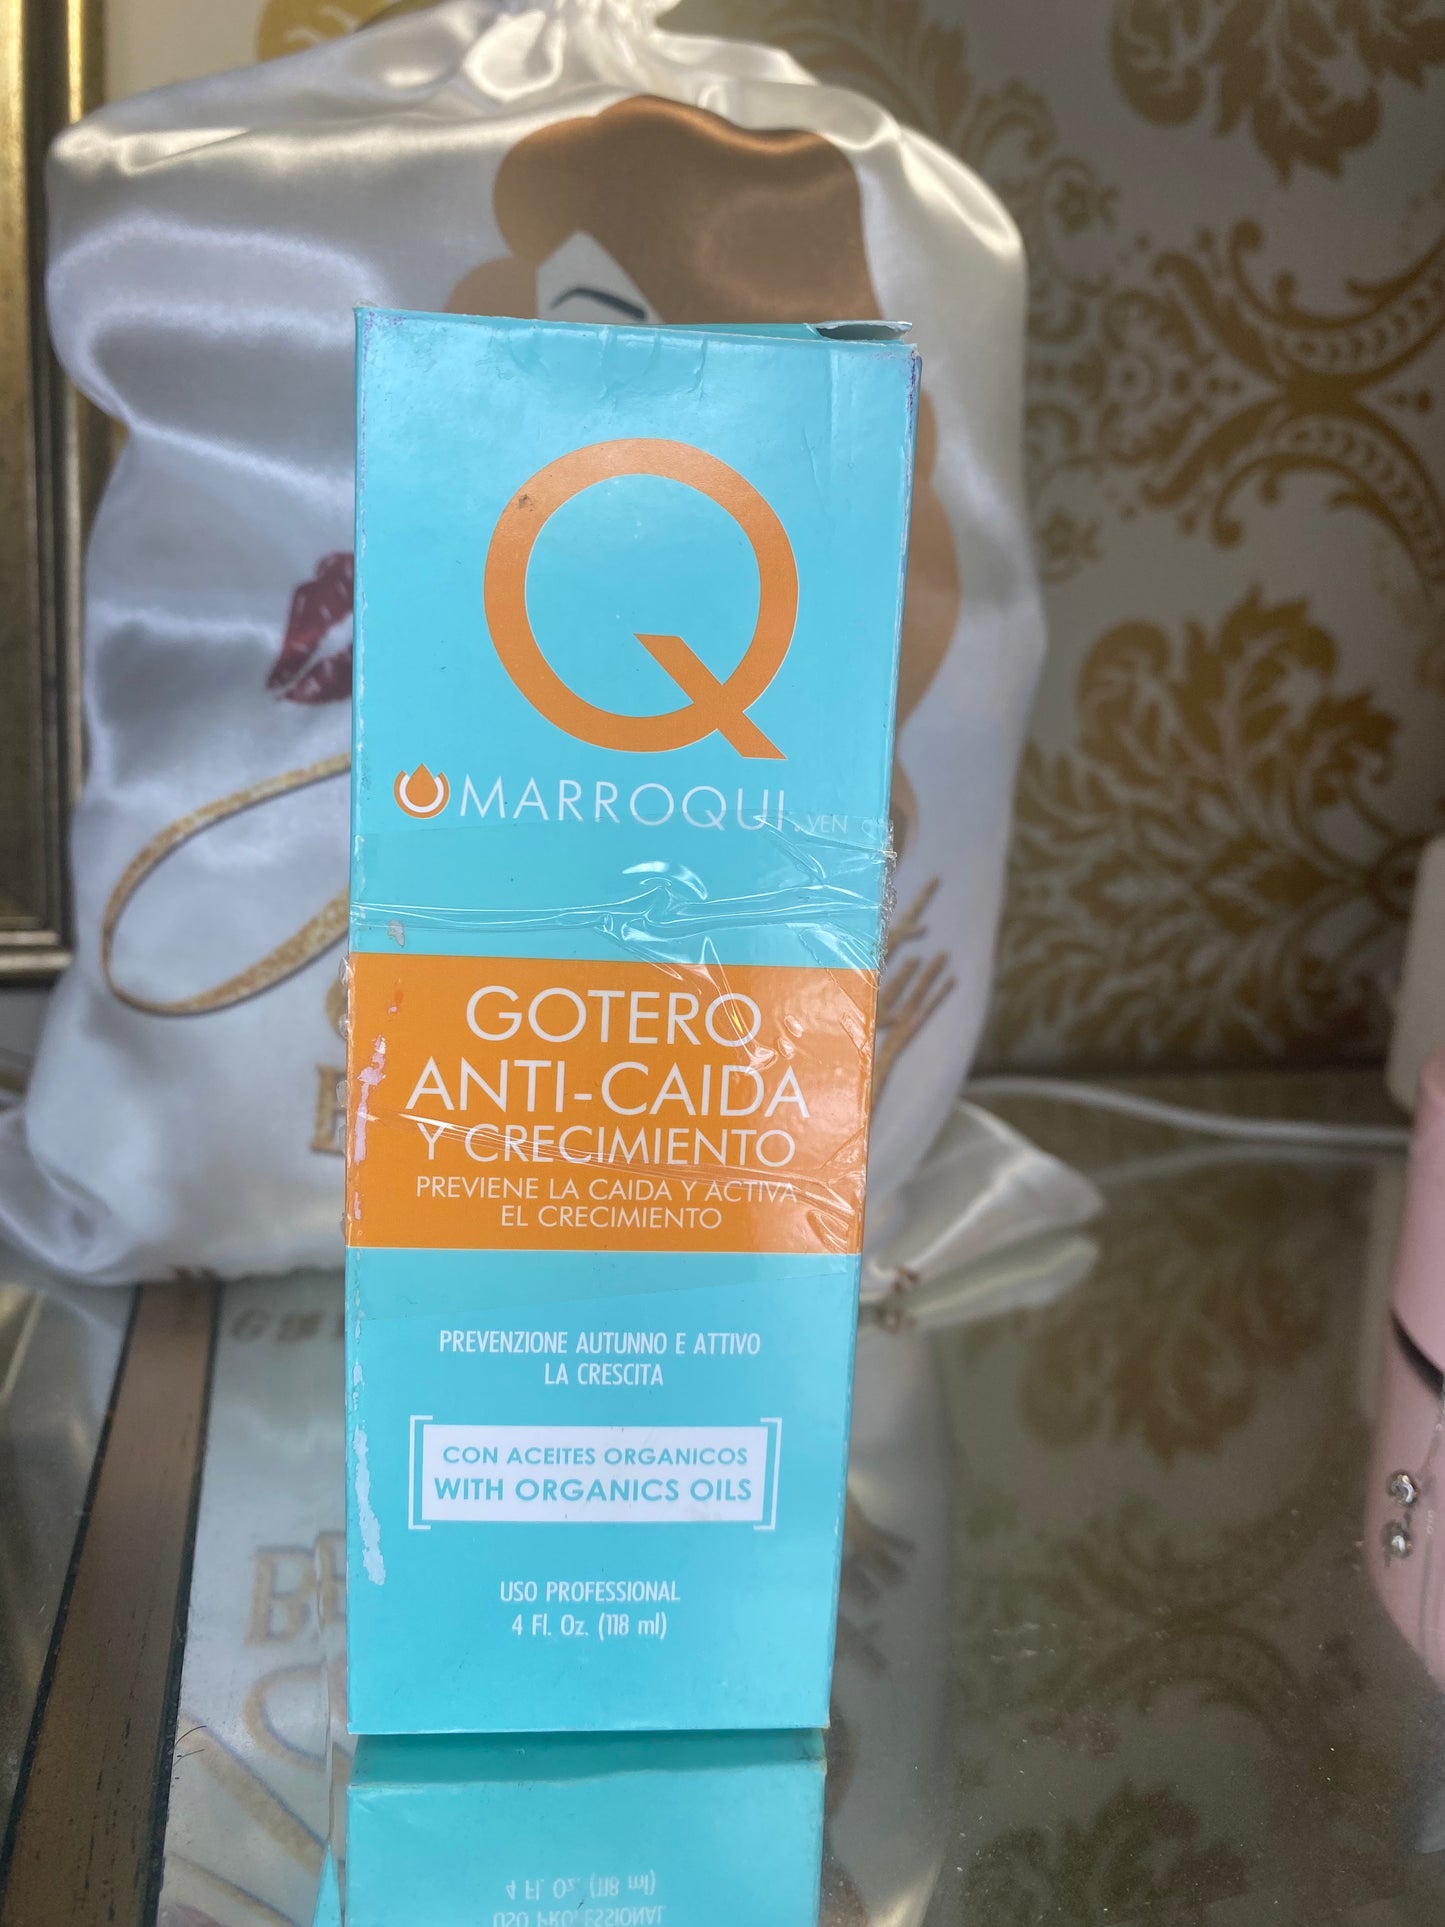 Q
MARROQUI.VEN
GOTERO
ANTI-CAIDA
Y CRECIMIENTO
PREVIENE LA CAIDA Y ACTIVA
EL CRECIMIENTO
PREVENZIONE AUTUNNO E ATTIVO
LA CRESCITA
CON ACEITES ORGANICOS
WITH ORGANICS OILS
USO PROFESSIONAL
4 Fl. Oz. (118 ml)